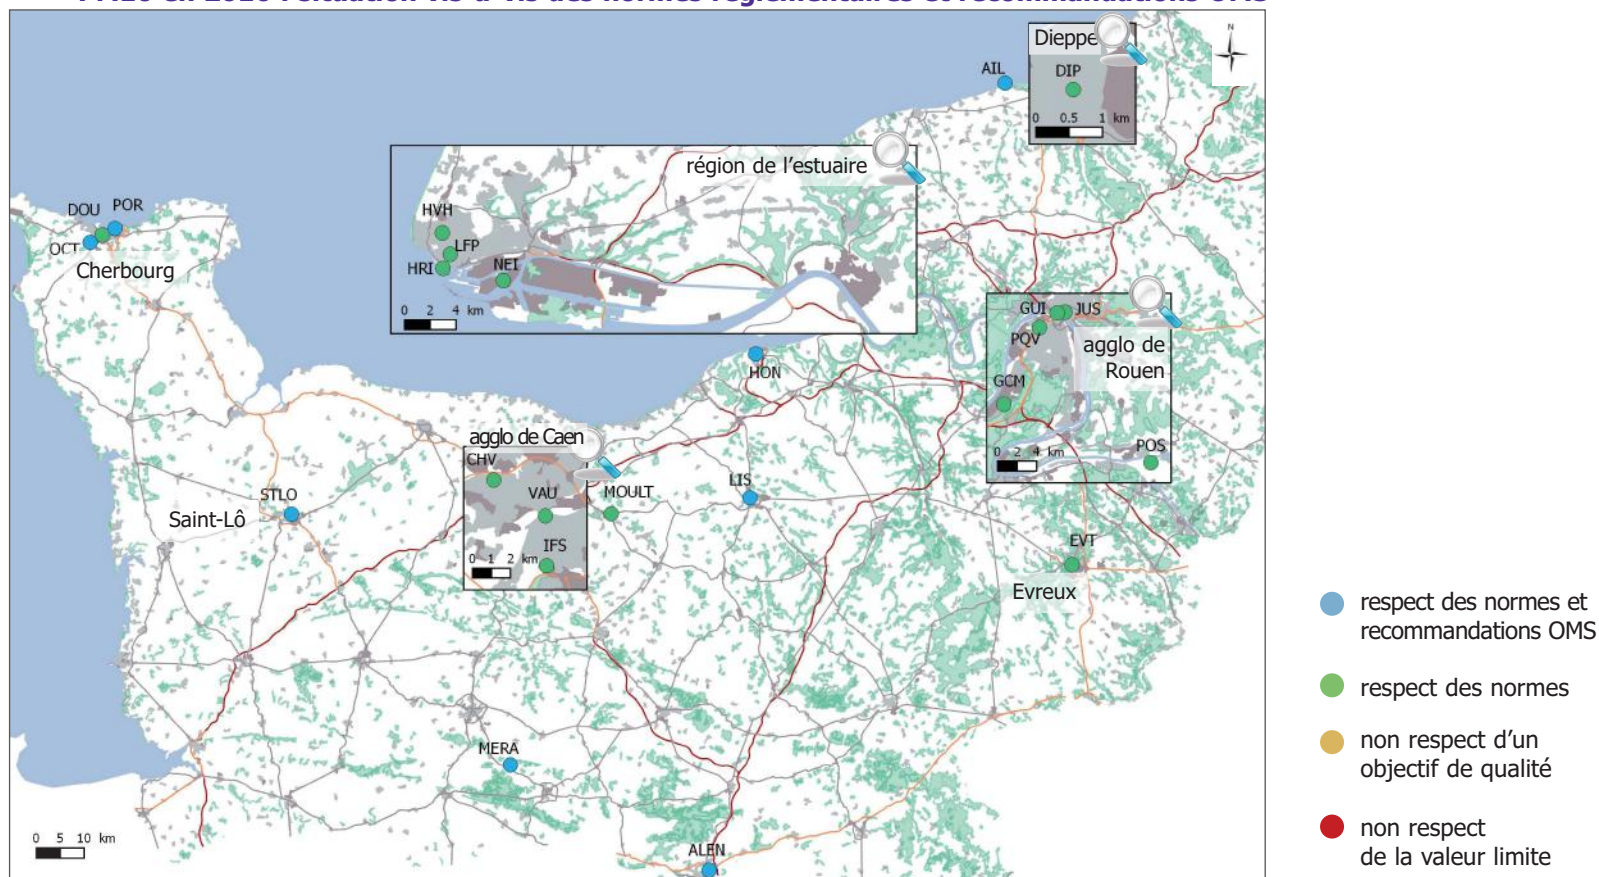 Dieppe
N
AIL
DIP
0 0.5 1 km
région de l'estuaire
DOU POR
OCT
Cherbourg
HVH
LFP
HRI
NEI
0 2 4 km
GUI JUS
PQV
agglo de
Rouen
GCM
POS
0 2 4 km
HON
agglo de Caen
CHV
VAU
MOULT
IFS
0 1 2 km
LIS
STLO
Saint-Lô
EVT
Evreux
MERA
ALEN
0 5 10 km
respect des normes et
recommandations OMS
respect des normes
non respect d'un
objectif de qualité
non respect
de la valeur limite